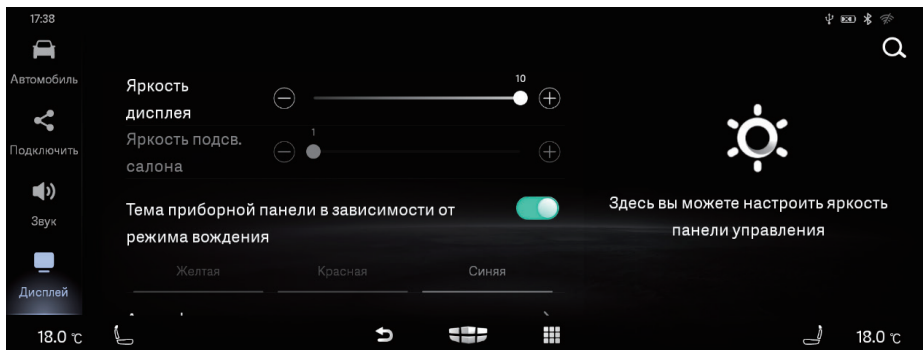 17:38
Автомобиль
Подключить
Звук
Дисплей
Яркость
дисплея
10
Яркость подсв.
салона
1
Тема приборной панели в зависимости от
режима вождения
Желтая
Красная
Синяя
Здесь вы можете настроить яркость
панели управления
18.0 °C
18.0 °C